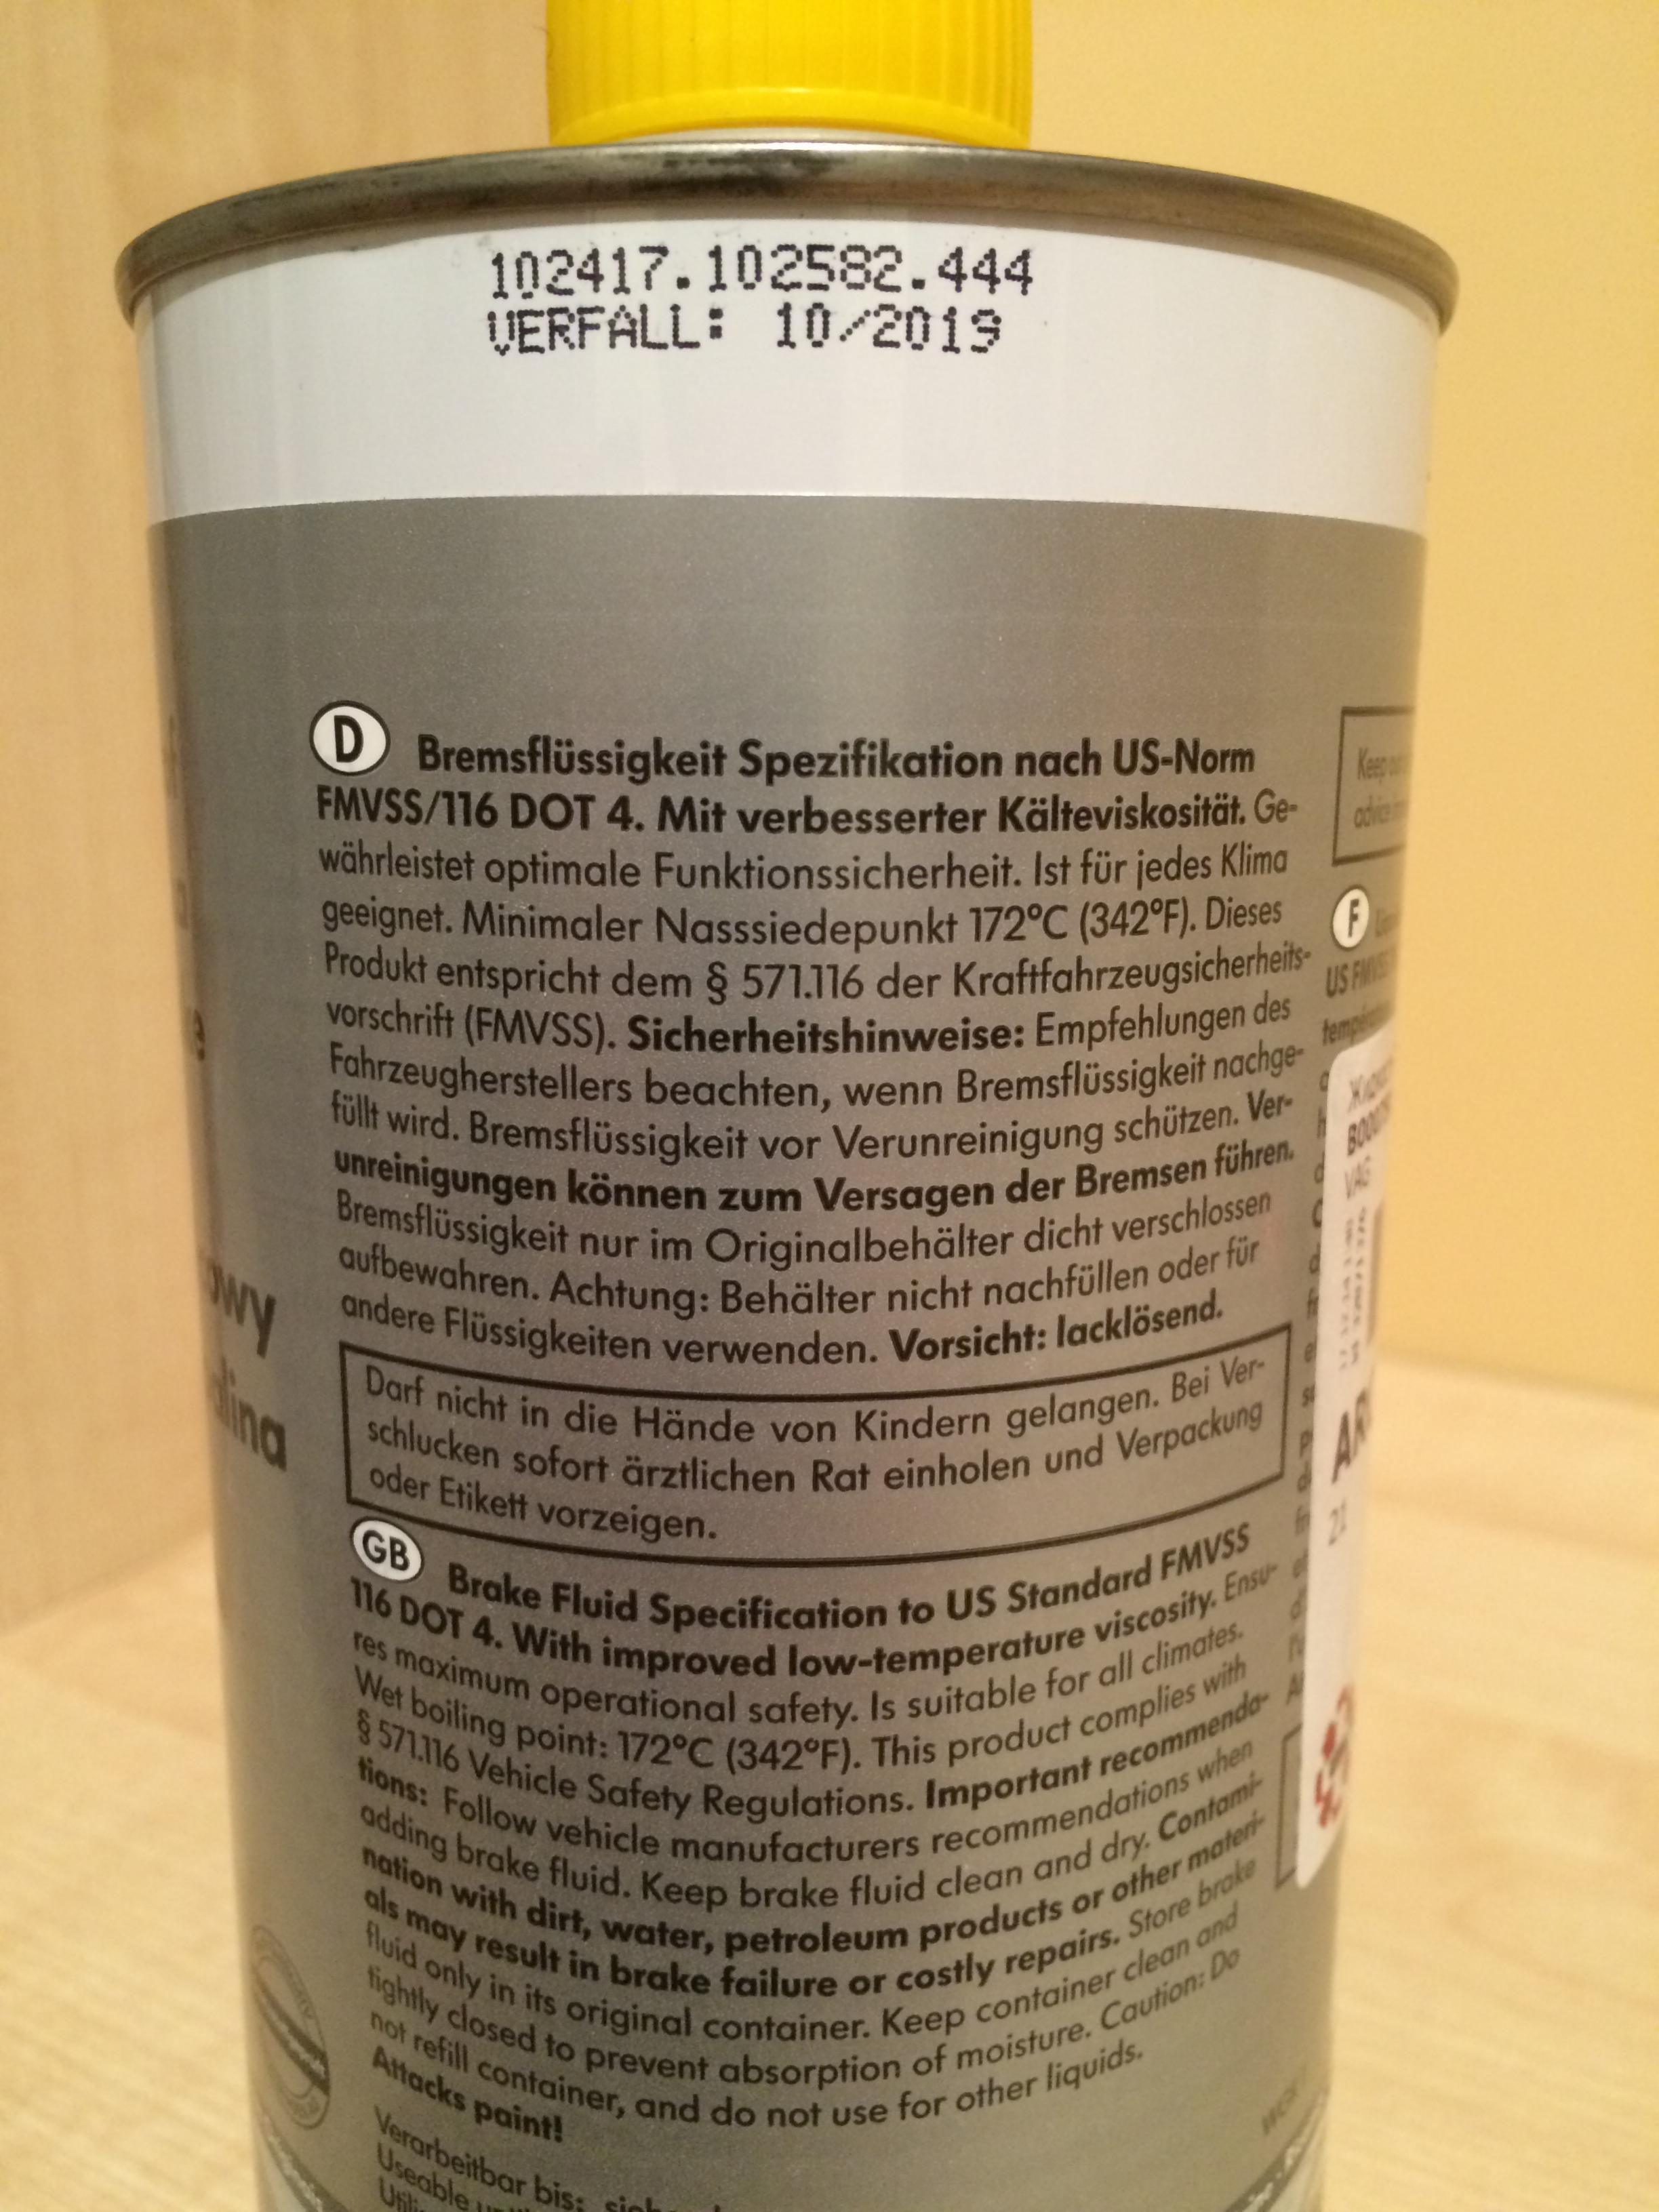 102417.102582.444
VERFALL: 10/2019
D Bremsflüssigkeit Spezifikation nach US-Norm
FMVSS/116 DOT 4. Mit verbesserter Kälteviskosität. Ge-
währleistet optimale Funktionssicherheit. Ist für jedes Klima
geeignet. Minimaler Nasssiedepunkt 172°C (342°F). Dieses
Produkt entspricht dem § 571.116 der Kraftfahrzeugsicherheits-
vorschrift (FMVSS). Sicherheitshinweise: Empfehlungen des
Fahrzeugherstellers beachten, wenn Bremsflüssigkeit nachge-
füllt wird. Bremsflüssigkeit vor Verunreinigung schützen. Ver-
unreinigungen können zum Versagen der Bremsen führen.
Bremsflüssigkeit nur im Originalbehälter dicht verschlossen
aufbewahren. Achtung: Behälter nicht nachfüllen oder für
andere Flüssigkeiten verwenden. Vorsicht: lacklösend.
Darf nicht in die Hände von Kindern gelangen. Bei Ver-
schlucken sofort ärztlichen Rat einholen und Verpackung
oder Etikett vorzeigen.
GB Brake Fluid Specification to US Standard FMVSS
116 DOT 4. With improved low-temperature viscosity. Ensu-
res maximum operational safety. Is suitable for all climates.
Wet boiling point: 172°C (342°F). This product complies with
§ 571.116 Vehicle Safety Regulations. Important recommenda-
tions: Follow vehicle manufacturers recommendations when
adding brake fluid. Keep brake fluid clean and dry. Contami-
nation with dirt, water, petroleum products or other materi-
als may result in brake failure or costly repairs. Store brake
fluid only in its original container. Keep container clean and
tightly closed to prevent absorption of moisture. Caution: Do
not refill container, and do not use for other liquids.
Attacks paint!
Verarbeitbar bis:
Useable
Keep
advice
F
US
VAG